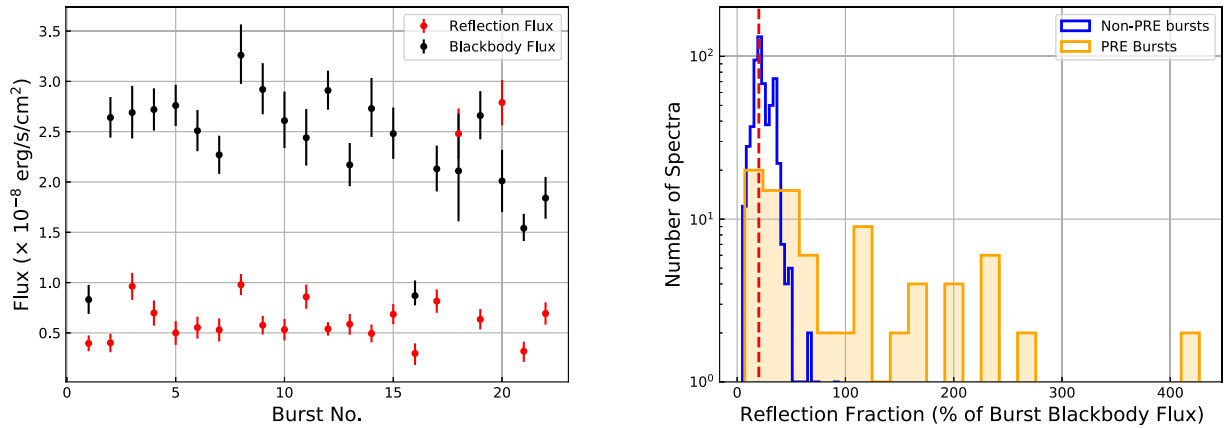 Reflection Flux
Blackbody Flux
3.5
3.0
2.5
2.0
1.5
1.0
0.5
Flux (× 10⁻⁸ erg/s/cm²)
0
5
10
15
20
Burst No.
Non-PRE bursts
PRE Bursts
10²
10¹
10⁰
Number of Spectra
0
100
200
300
400
Reflection Fraction (% of Burst Blackbody Flux)